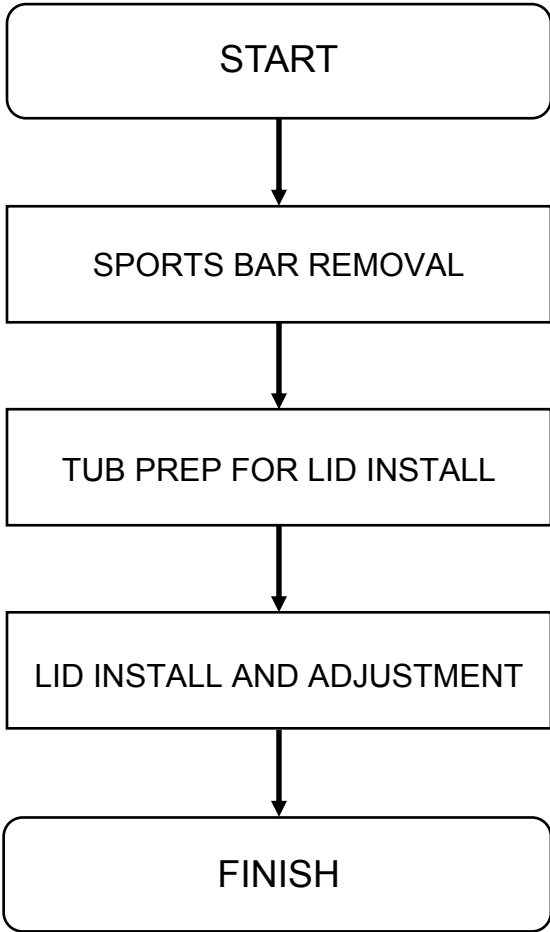 START
SPORTS BAR REMOVAL
TUB PREP FOR LID INSTALL
LID INSTALL AND ADJUSTMENT
FINISH